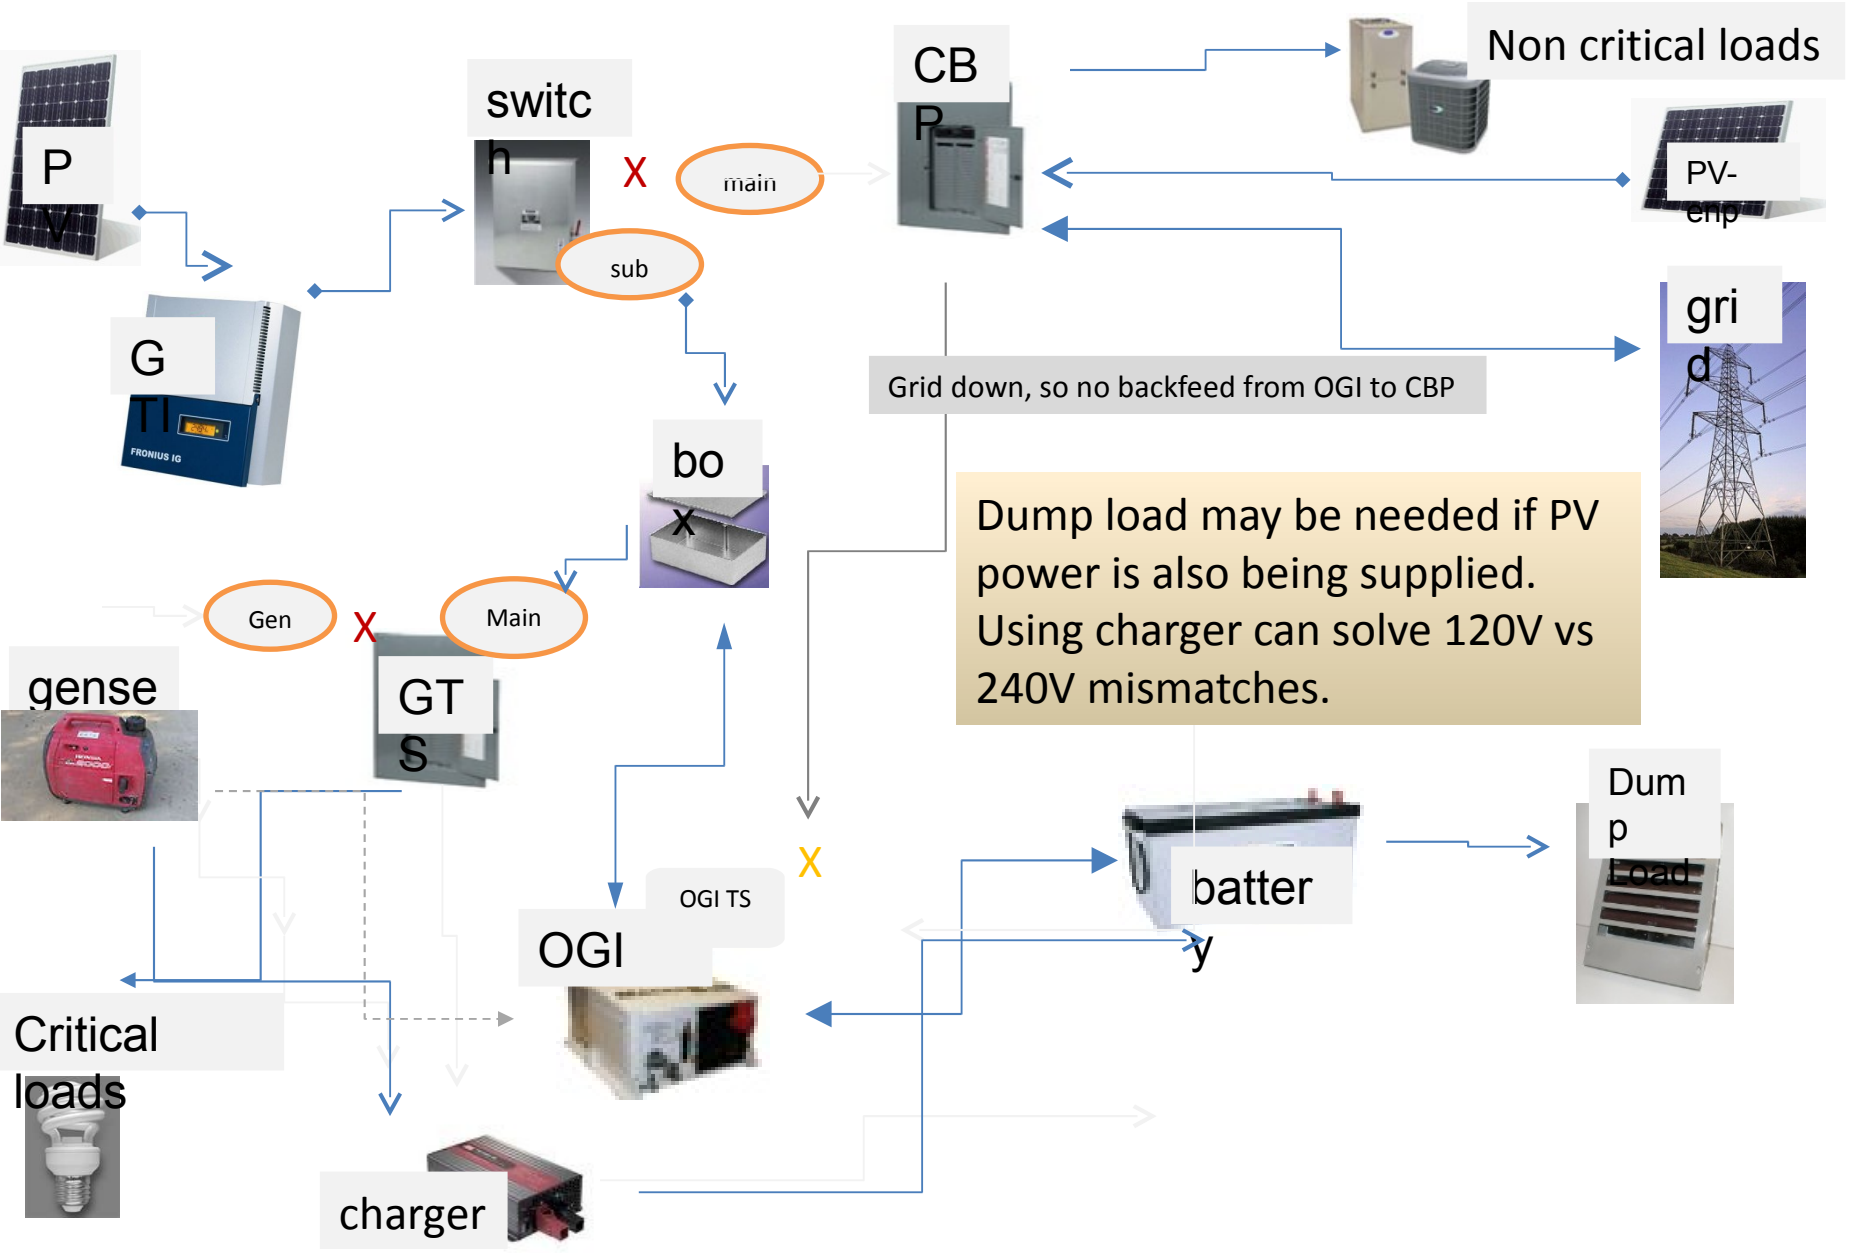 Non critical loads
CB
P
switc
h
X
main
P
V
PV-
enp
sub
gri
d
G
TI
Grid down, so no backfeed from OGI to CBP
FRONIUS IG
bo
x
Dump load may be needed if PV
power is also being supplied.
Using charger can solve 120V vs
240V mismatches.
Gen
X
Main
gense
GT
S
HONDA
Dum
p
Load
X
OGI TS
batter
y
OGI
Critical
loads
charger